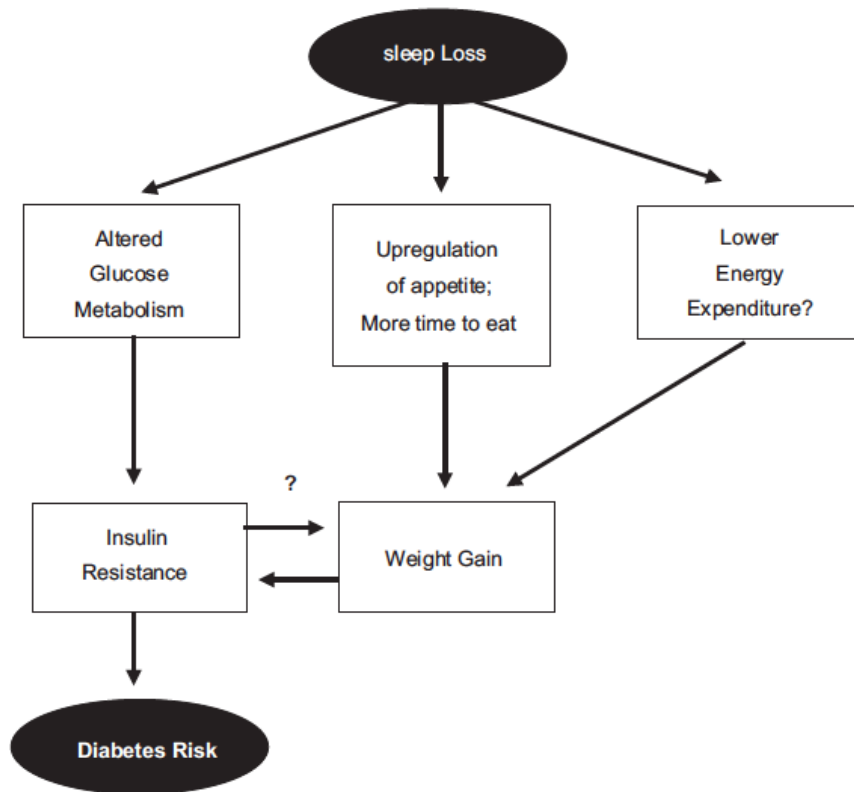 sleep Loss
Altered
Glucose
Metabolism
Upregulation
of appetite;
More time to eat
Lower
Energy
Expenditure?
?
Insulin
Resistance
Weight Gain
Diabetes Risk